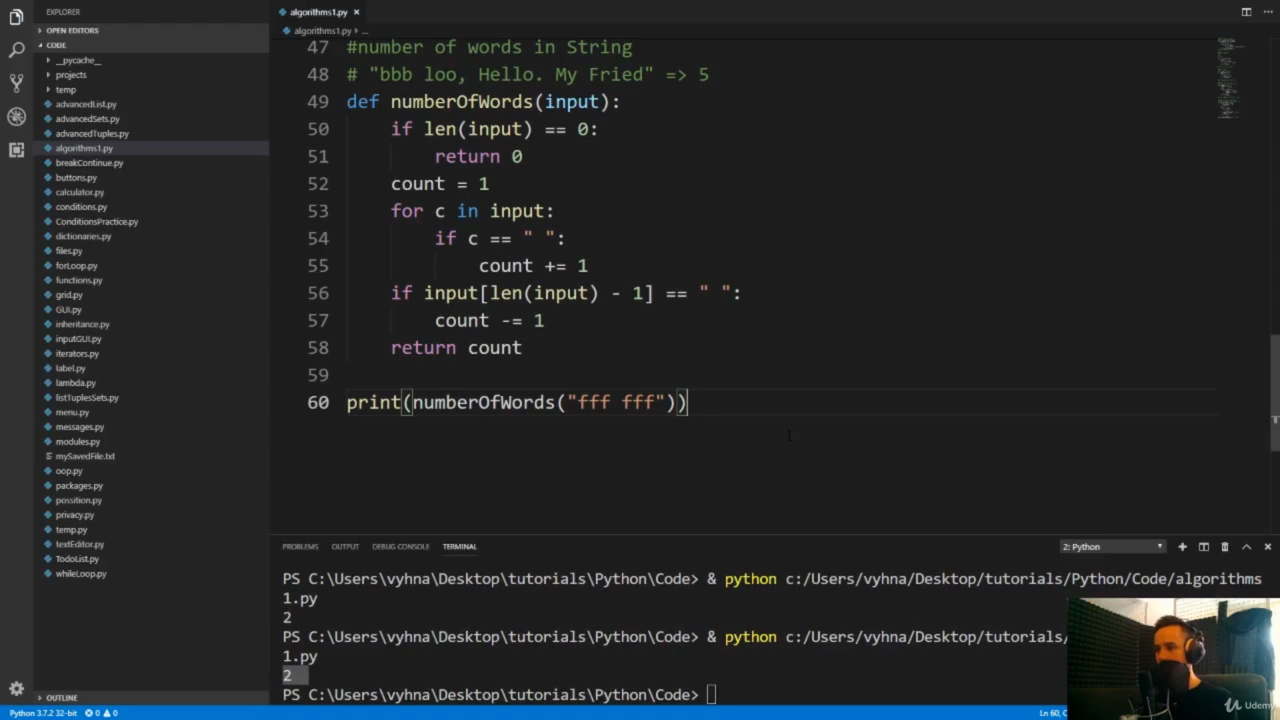 EXPLORER
OPEN EDITORS
CODE
__pycache__
projects
temp
advancedList.py
advancedSets.py
advancedTuples.py
algorithms1.py
breakContinue.py
buttons.py
calculator.py
conditions.py
ConditionsPractice.py
dictionaries.py
files.py
forLoop.py
functions.py
grid.py
GUI.py
inheritance.py
inputGUI.py
iterators.py
label.py
lambda.py
listTuplesSets.py
menu.py
messages.py
modules.py
mySavedFile.txt
oop.py
packages.py
possition.py
privacy.py
temp.py
textEditor.py
TodoList.py
whileLoop.py
OUTLINE
algorithms1.py ×
algorithms1.py > ...
47 #number of words in String
48 # "bbb loo, Hello. My Fried" => 5
49 def numberOfWords(input):
50 if len(input) == 0:
51 return 0
52 count = 1
53 for c in input:
54 if c == " ":
55 count += 1
56 if input[len(input) - 1] == " ":
57 count -= 1
58 return count
59
60 print(numberOfWords("fff fff"))
PROBLEMS OUTPUT DEBUG CONSOLE TERMINAL 2: Python
PS C:\Users\vyhna\Desktop\tutorials\Python\Code> & python c:/Users/vyhna/Desktop/tutorials/Python/Code/algorithms
1.py
2
PS C:\Users\vyhna\Desktop\tutorials\Python\Code> & python c:/Users/vyhna/Desktop/tutorials/
1.py
2
PS C:\Users\vyhna\Desktop\tutorials\Python\Code>
Python 3.7.2 32-bit 0 0
Ln 60,
Udemy